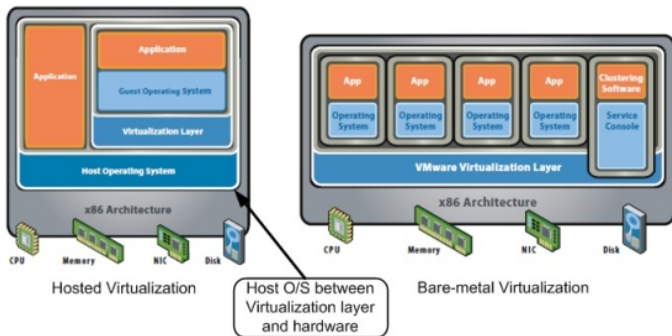 Application
Application
Guest Operating System
Virtualization Layer
Host Operating System
x86 Architecture
CPU
Memory
NIC
Disk
Hosted Virtualization
Host O/S between
Virtualization layer
and hardware
App
App
App
App
Clustering
Software
Operating
System
Operating
System
Operating
System
Operating
System
Service
Console
VMware Virtualization Layer
x86 Architecture
CPU
Memory
NIC
Disk
Bare-metal Virtualization